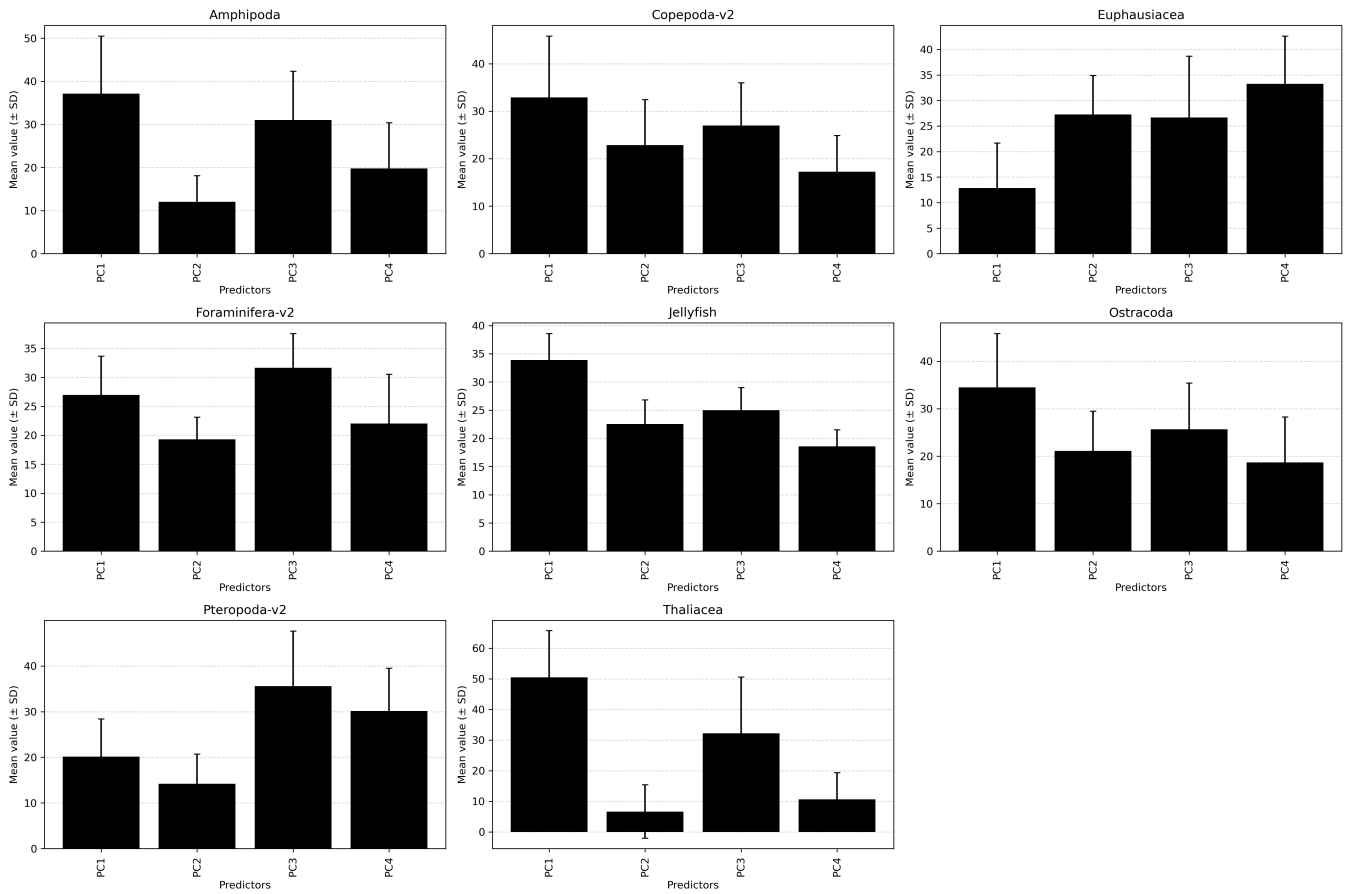 Amphipoda
Mean value (± SD)
50
40
30
20
10
0
PC1
PC2
PC3
PC4
Predictors
Copepoda-v2
Mean value (± SD)
40
30
20
10
0
PC1
PC2
PC3
PC4
Predictors
Euphausiacea
Mean value (± SD)
40
35
30
25
20
15
10
5
0
PC1
PC2
PC3
PC4
Predictors
Foraminifera-v2
Mean value (± SD)
35
30
25
20
15
10
5
0
PC1
PC2
PC3
PC4
Predictors
Jellyfish
Mean value (± SD)
40
35
30
25
20
15
10
5
0
PC1
PC2
PC3
PC4
Predictors
Ostracoda
Mean value (± SD)
40
30
20
10
0
PC1
PC2
PC3
PC4
Predictors
Pteropoda-v2
Mean value (± SD)
40
30
20
10
0
PC1
PC2
PC3
PC4
Predictors
Thaliacea
Mean value (± SD)
60
50
40
30
20
10
0
PC1
PC2
PC3
PC4
Predictors